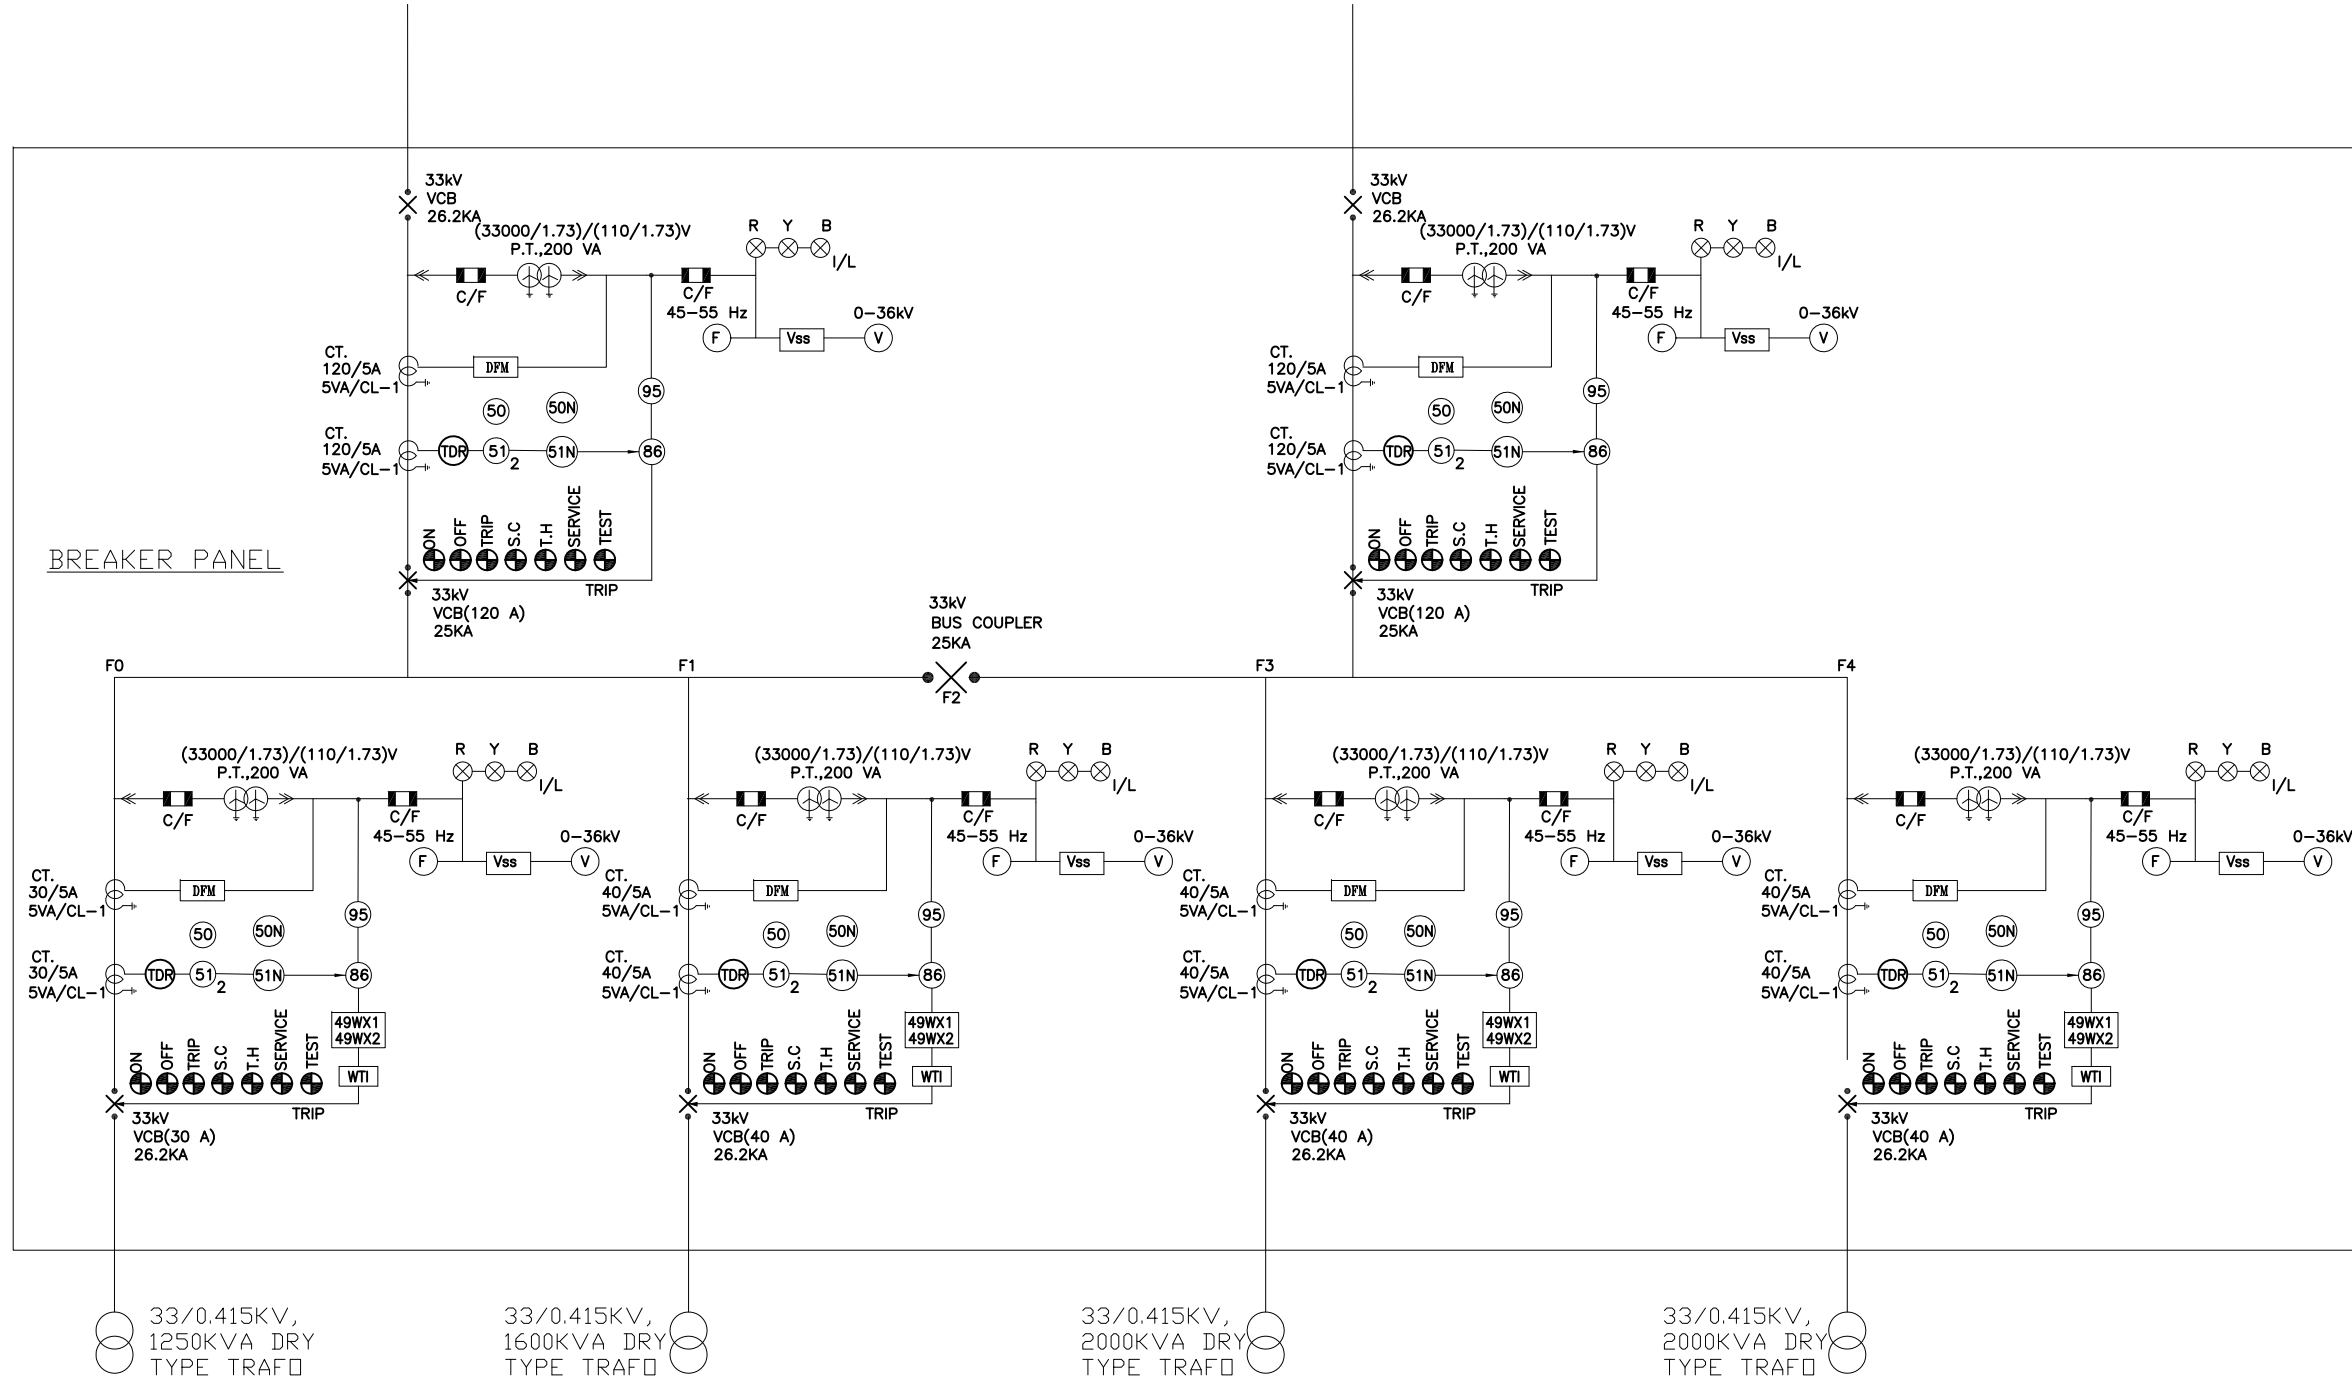 33kV
VCB
26.2KA
(33000/1.73)/(110/1.73)V
P.T.,200 VA
R Y B
I/L
C/F
C/F
45-55 Hz
0-36kV
F
Vss
V
CT.
120/5A
5VA/CL-1
DFM
95
50
50N
CT.
120/5A
5VA/CL-1
TDR
51
2
51N
86
ON
OFF
TRIP
S.C
T.H
SERVICE
TEST
TRIP
33kV
VCB(120 A)
25KA
33kV
VCB
26.2KA
(33000/1.73)/(110/1.73)V
P.T.,200 VA
R Y B
I/L
C/F
C/F
45-55 Hz
0-36kV
F
Vss
V
CT.
120/5A
5VA/CL-1
DFM
95
50
50N
CT.
120/5A
5VA/CL-1
TDR
51
2
51N
86
ON
OFF
TRIP
S.C
T.H
SERVICE
TEST
TRIP
33kV
VCB(120 A)
25KA
BREAKER PANEL
33kV
BUS COUPLER
25KA
F0
F1
F2
F3
F4
(33000/1.73)/(110/1.73)V
P.T.,200 VA
R Y B
I/L
C/F
C/F
45-55 Hz
0-36kV
F
Vss
V
CT.
30/5A
5VA/CL-1
DFM
95
50
50N
CT.
30/5A
5VA/CL-1
TDR
51
2
51N
86
49WX1
49WX2
WTI
ON
OFF
TRIP
S.C
T.H
SERVICE
TEST
TRIP
33kV
VCB(30 A)
26.2KA
(33000/1.73)/(110/1.73)V
P.T.,200 VA
R Y B
I/L
C/F
C/F
45-55 Hz
0-36kV
F
Vss
V
CT.
40/5A
5VA/CL-1
DFM
95
50
50N
CT.
40/5A
5VA/CL-1
TDR
51
2
51N
86
49WX1
49WX2
WTI
ON
OFF
TRIP
S.C
T.H
SERVICE
TEST
TRIP
33kV
VCB(40 A)
26.2KA
(33000/1.73)/(110/1.73)V
P.T.,200 VA
R Y B
I/L
C/F
C/F
45-55 Hz
0-36kV
F
Vss
V
CT.
40/5A
5VA/CL-1
DFM
95
50
50N
CT.
40/5A
5VA/CL-1
TDR
51
2
51N
86
49WX1
49WX2
WTI
ON
OFF
TRIP
S.C
T.H
SERVICE
TEST
TRIP
33kV
VCB(40 A)
26.2KA
(33000/1.73)/(110/1.73)V
P.T.,200 VA
R Y B
I/L
C/F
C/F
45-55 Hz
0-36kV
F
Vss
V
CT.
40/5A
5VA/CL-1
DFM
95
50
50N
CT.
40/5A
5VA/CL-1
TDR
51
2
51N
86
49WX1
49WX2
WTI
ON
OFF
TRIP
S.C
T.H
SERVICE
TEST
TRIP
33kV
VCB(40 A)
26.2KA
33/0.415KV,
1250KVA DRY
TYPE TRAFO
33/0.415KV,
1600KVA DRY
TYPE TRAFO
33/0.415KV,
2000KVA DRY
TYPE TRAFO
33/0.415KV,
2000KVA DRY
TYPE TRAFO